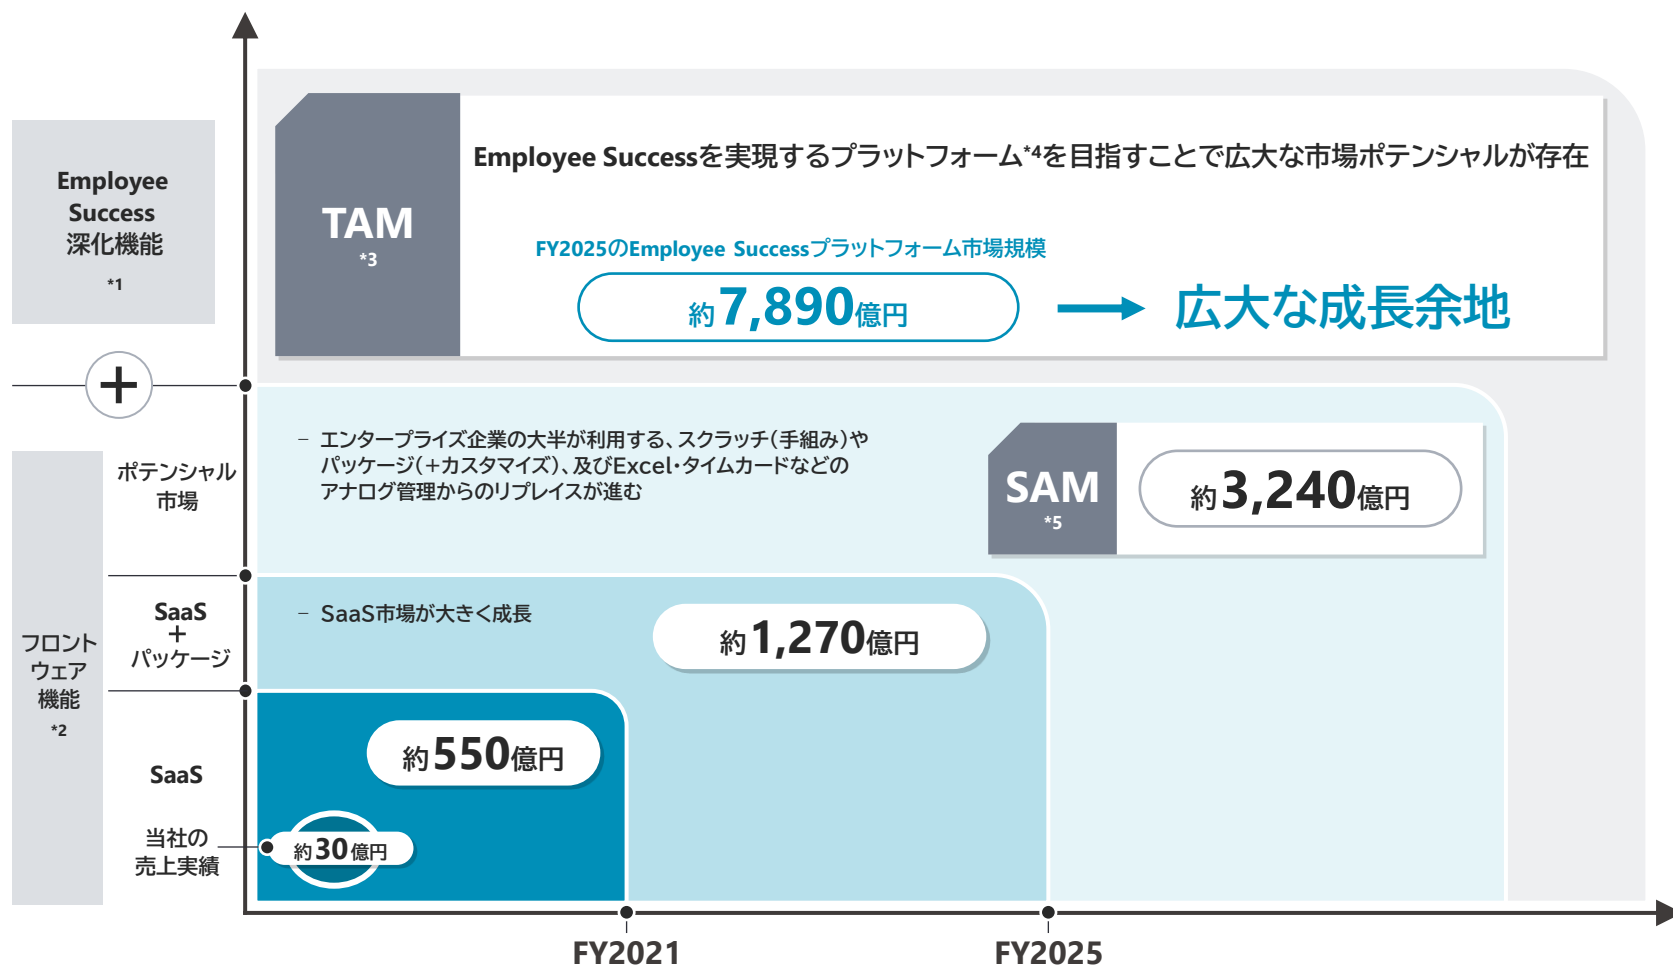 Employee
Success
深化機能
*1
TAM
*3
Employee Successを実現するプラットフォーム*4を目指すことで広大な市場ポテンシャルが存在
FY2025のEmployee Successプラットフォーム市場規模
約7,890億円
広大な成長余地
+
ポテンシャル
市場
− エンタープライズ企業の大半が利用する、スクラッチ(手組み)や
パッケージ(+カスタマイズ)、及びExcel・タイムカードなどの
アナログ管理からのリプレイスが進む
SAM
*5
約3,240億円
フロント
ウェア
機能
*2
SaaS
+
パッケージ
− SaaS市場が大きく成長
約1,270億円
SaaS
約550億円
当社の
売上実績
約30億円
FY2021
FY2025